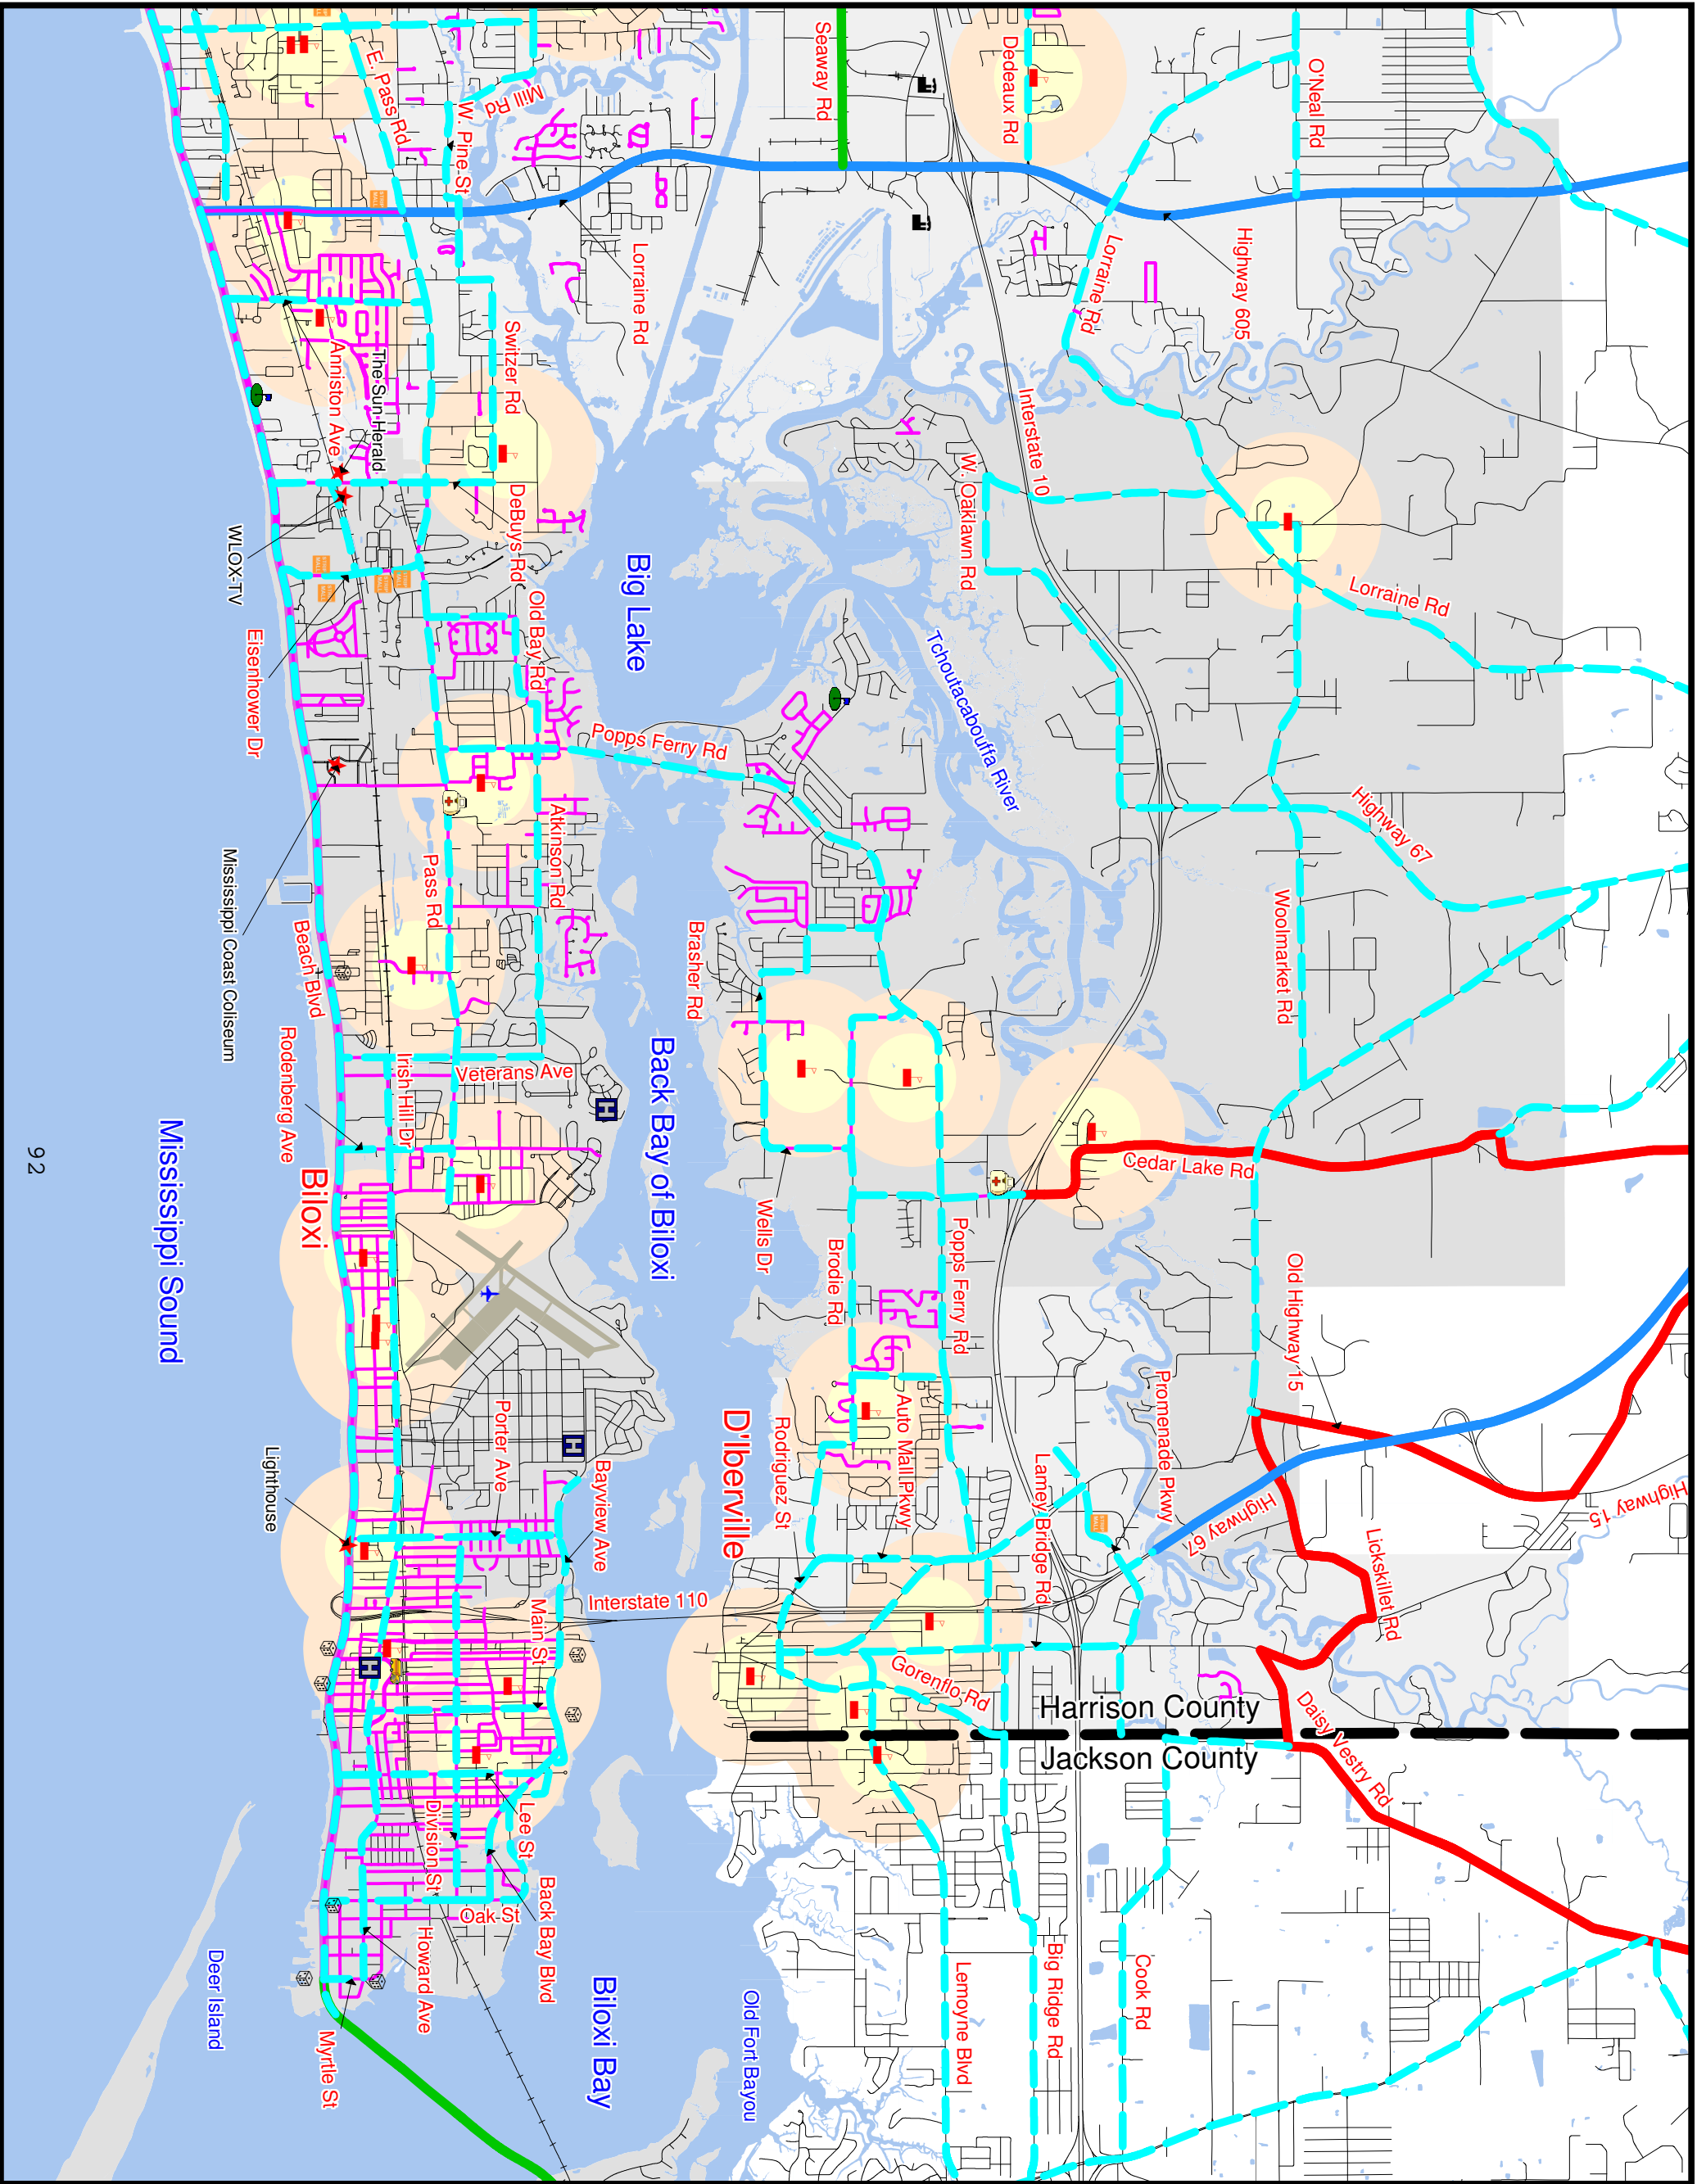 Seaway Rd
Dedeaux Rd
O'Neal Rd
E. Pass Rd
W. Pine St
Mill Rd
Lorraine Rd
Lorraine Rd
Highway 605
Switzer Rd
Anniston Ave
The Sun Herald
Interstate 10
W. Oaklawn Rd
DeBuys Rd
WLOX-TV
Big Lake
Old Bay Rd
Lorraine Rd
Eisenhower Dr
Tchoutacabouffa River
Popps Ferry Rd
Highway 67
Atkinson Rd
Pass Rd
Mississippi Coast Coliseum
Beach Blvd
Brasher Rd
Woolmarket Rd
Rodenberg Ave
Irish Hill Dr
Veterans Ave
H
Back Bay of Biloxi
Mississippi Sound
92
Biloxi
Cedar Lake Rd
Wells Dr
Brodie Rd
Popps Ferry Rd
Old Highway 15
Promenade Pkwy
Porter Ave
H
Lighthouse
Bayview Ave
D'Iberville
Rodriguez St
Auto Mall Pkwy
Lamey Bridge Rd
Highway 67
Highway 15
Lickskillet Rd
Interstate 110
Main St
H
Gorenflo Rd
Harrison County
Jackson County
Daisy Vestry Rd
Lee St
Division St
Back Bay Blvd
Oak St
Howard Ave
Myrtle St
Deer Island
Biloxi Bay
Old Fort Bayou
Lemoyne Blvd
Big Ridge Rd
Cook Rd